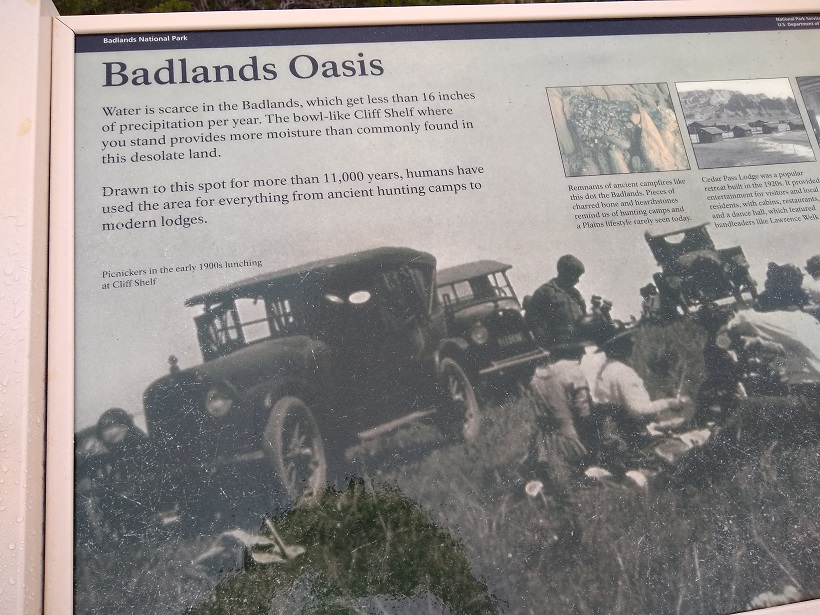 Badlands National Park
National Park Service
U.S. Department of
Badlands Oasis
Water is scarce in the Badlands, which get less than 16 inches
of precipitation per year. The bowl-like Cliff Shelf where
you stand provides more moisture than commonly found in
this desolate land.
Drawn to this spot for more than 11,000 years, humans have
used the area for everything from ancient hunting camps to
modern lodges.
Picnickers in the early 1900s lunching
at Cliff Shelf
Remnants of ancient campfires like
this dot the Badlands. Pieces of
charred bone and hearthstones
remind us of hunting camps and
a Plains lifestyle rarely seen today.
Cedar Pass Lodge was a popular
retreat built in the 1920s. It provided
entertainment for visitors and local
residents, with cabins, restaurants,
and a dance hall, which featured
bandleaders like Lawrence Welk.